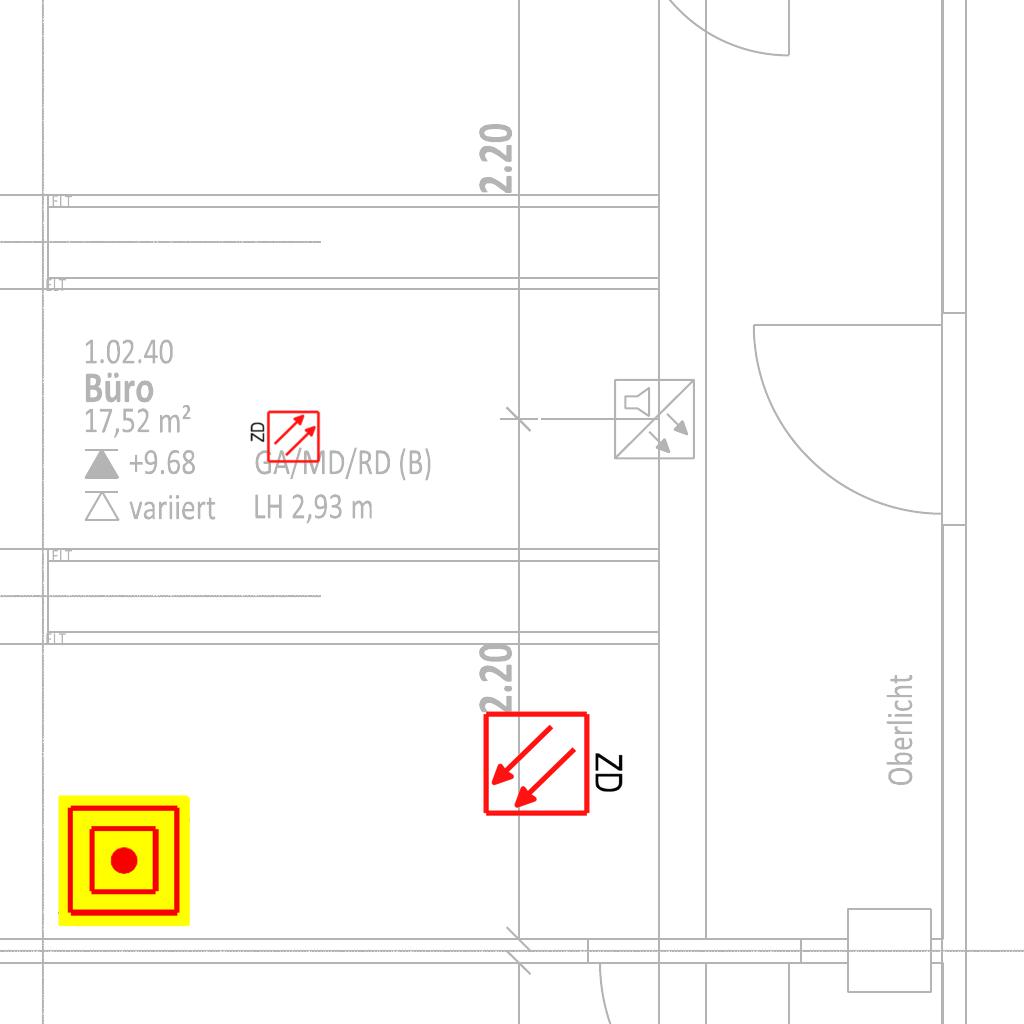 2.20
FLT
FLT
1.02.40
Büro
17,52 m²
ZD
+9.68
GA/MD/RD (B)
variiert
LH 2,93 m
FLT
FLT
2.20
Oberlicht
ZD